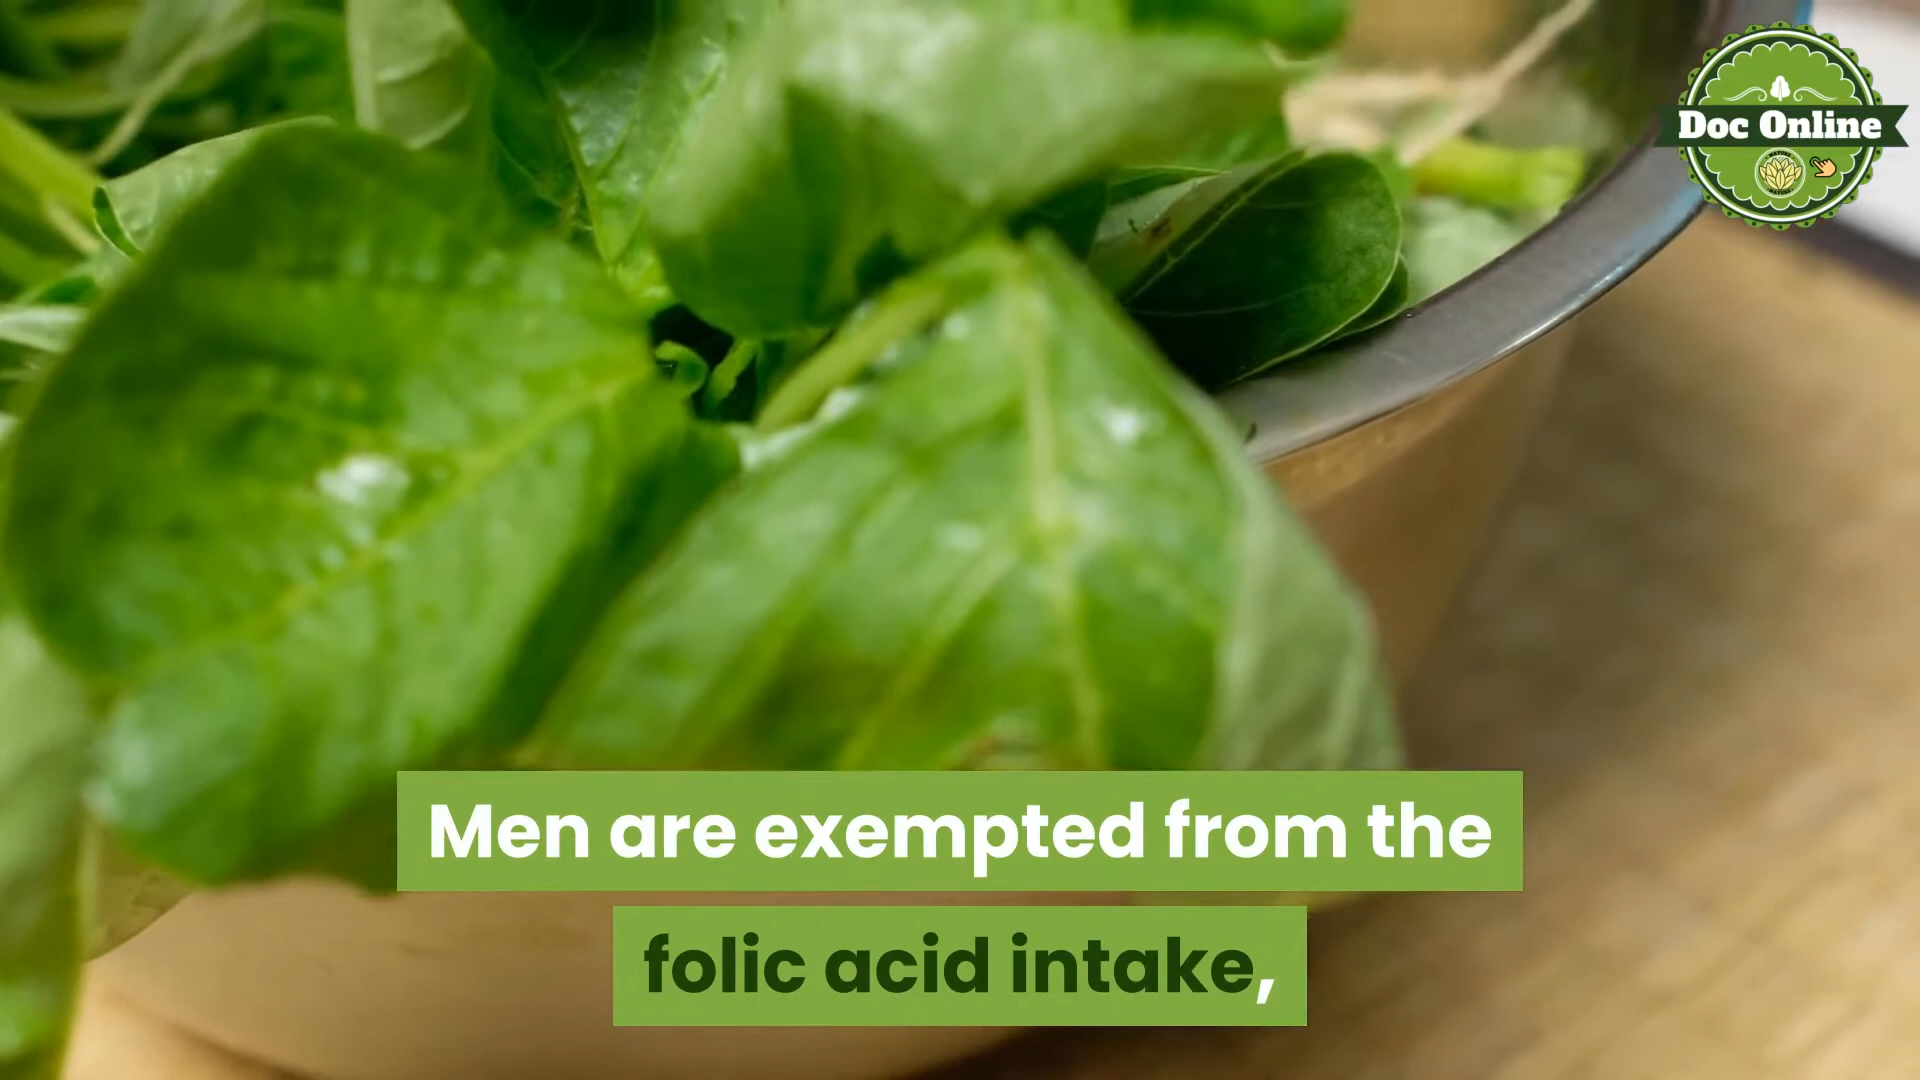 Doc Online
Men are exempted from the
folic acid intake,